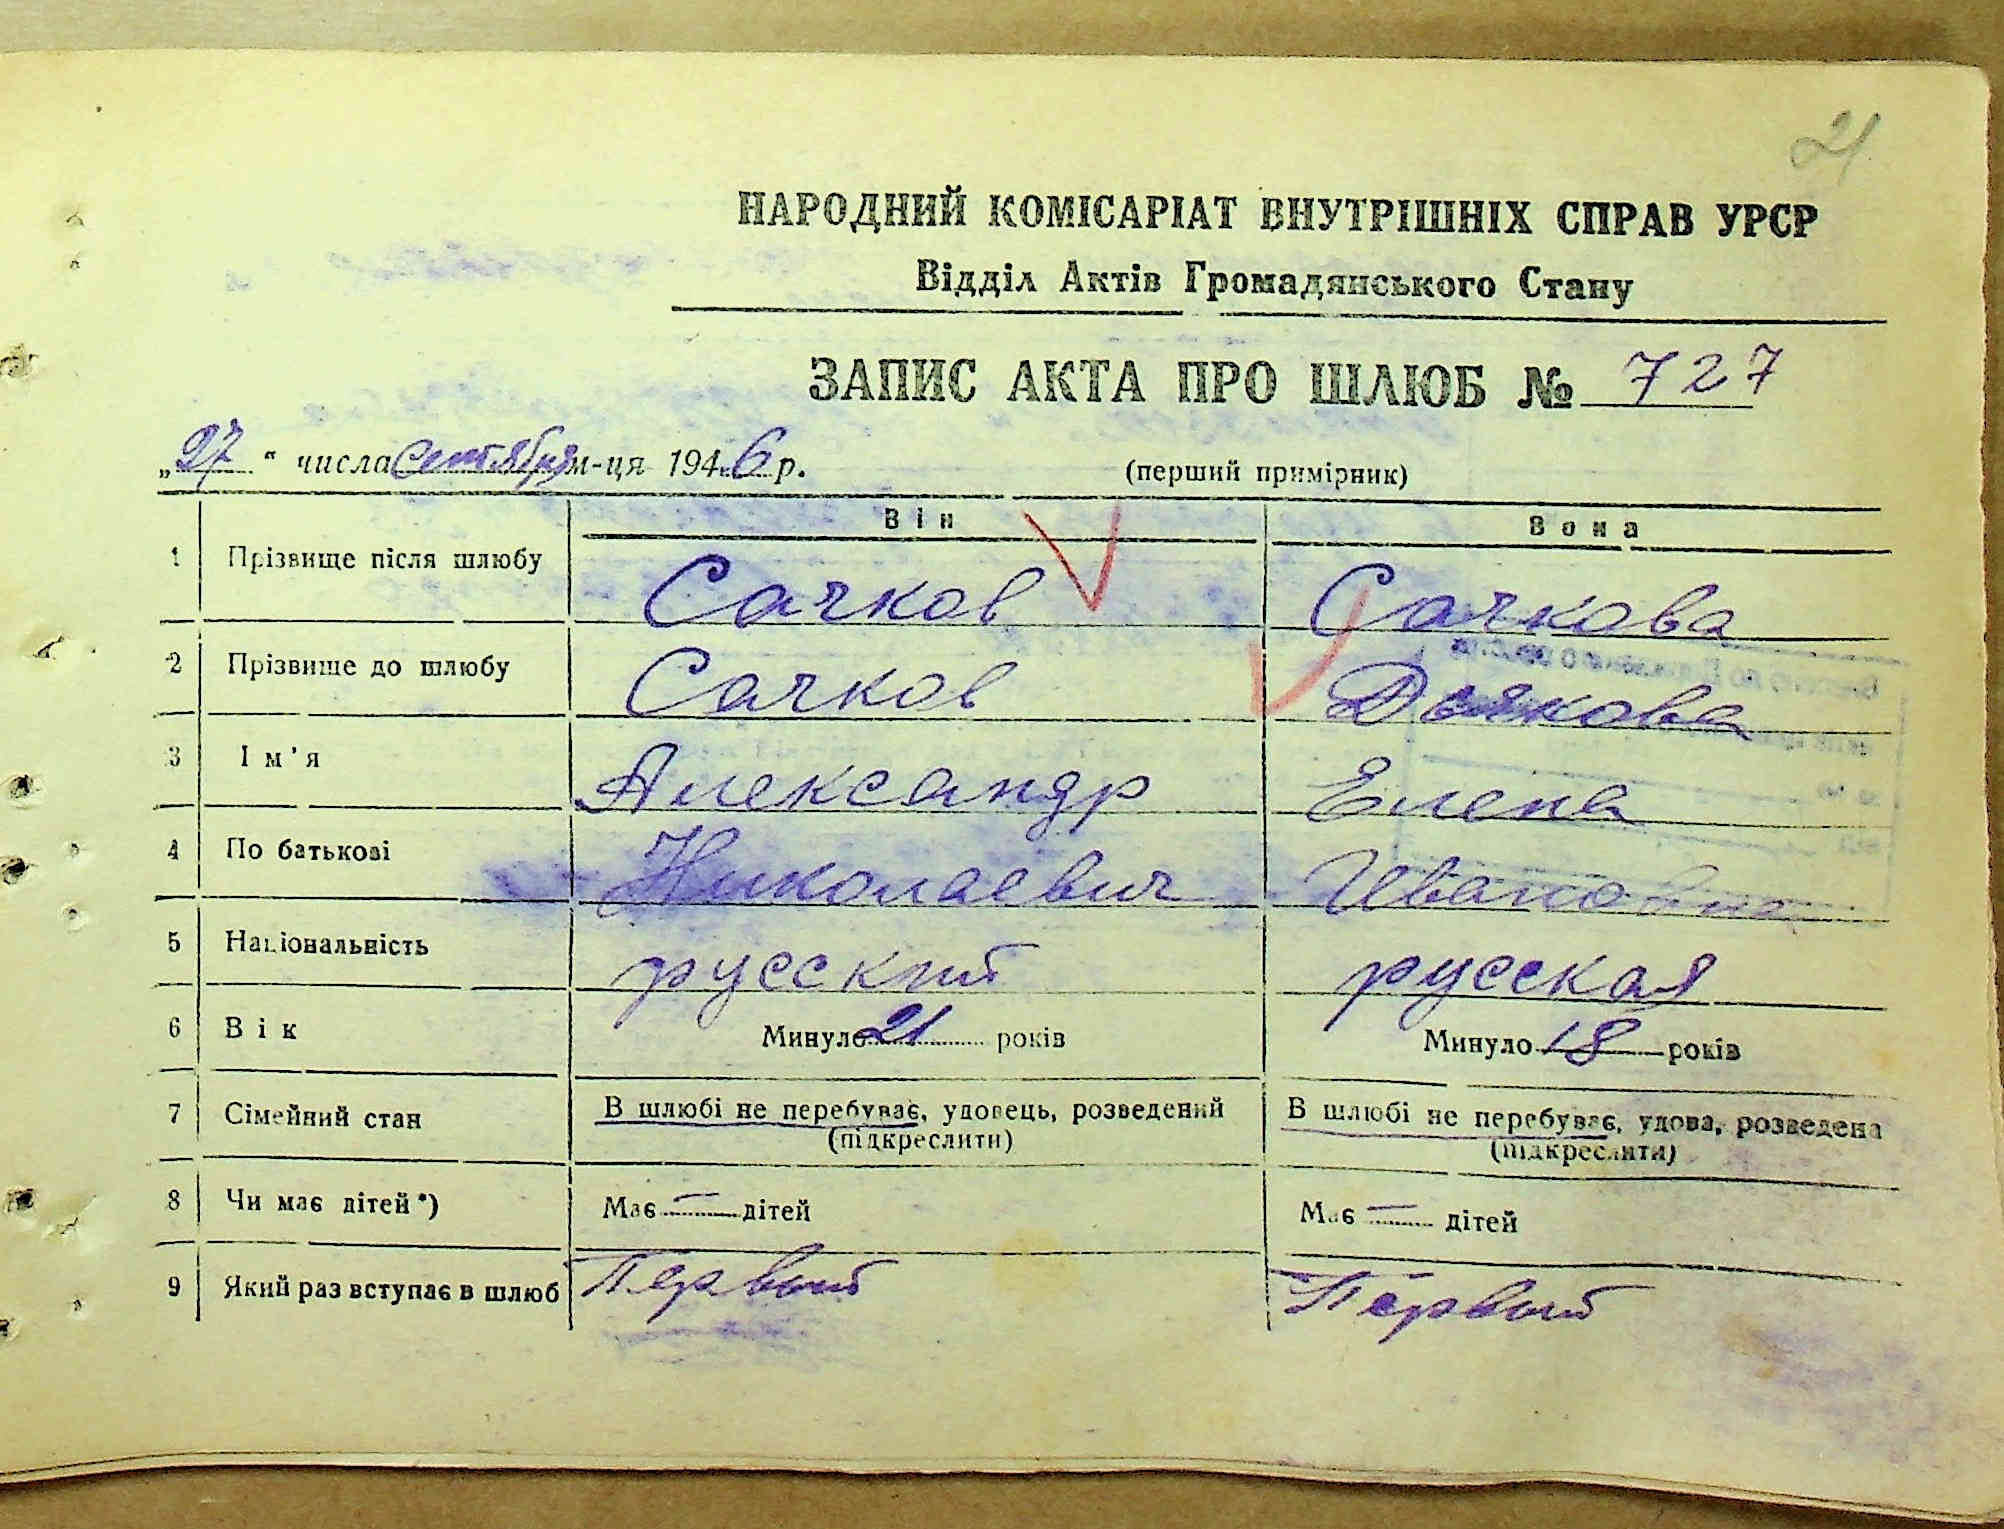 21
НАРОДНИЙ КОМІСАРІАТ ВНУТРІШНІХ СПРАВ УРСР
Відділ Актів Громадянського Стану
ЗАПИС АКТА ПРО ШЛЮБ № 727
„27" числа сентября м-ця 1946 р. (перший примірник)
Він Вона
1 Прізвище після шлюбу Сачков Сачкова
2 Прізвище до шлюбу Сачков Дьякова
3 Ім'я Александр Елена
4 По батькові Николаевич Ивановна
5 Національність русский русская
6 Вік Минуло 21 років Минуло 18 років
7 Сімейний стан В шлюбі не перебуває, удовець, розведений В шлюбі не перебуває, удова, розведена
(підкреслити) (підкреслити)
8 Чи має дітей*) Має — дітей Має — дітей
9 Який раз вступає в шлюб Первый Первый